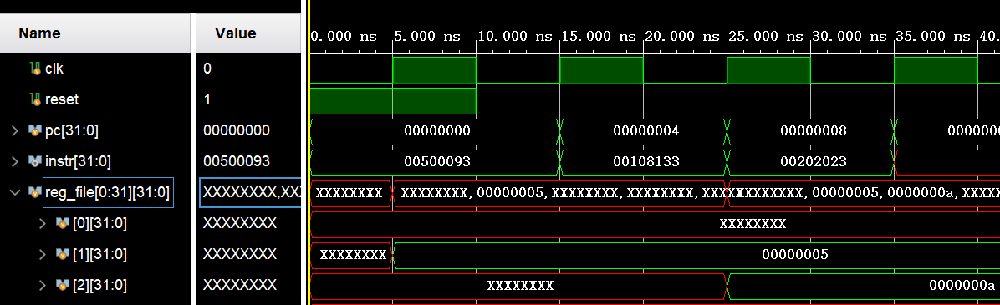 Name Value 0.000 ns 5.000 ns 10.000 ns 15.000 ns 20.000 ns 25.000 ns 30.000 ns 35.000 ns 40.
clk 0
reset 1
pc[31:0] 00000000 00000000 00000004 00000008 0000000
instr[31:0] 00500093 00500093 00108133 00202023
reg_file[0:31][31:0] XXXXXXXX,XXX XXXXXXXX XXXXXXXX,00000005,XXXXXXXX,XXXXXXXX,XXXXX XXXXXXXX,00000005,0000000a,XXXXX
[0][31:0] XXXXXXXX XXXXXXXX
[1][31:0] XXXXXXXX XXXXXXXX 00000005
[2][31:0] XXXXXXXX XXXXXXXX 0000000a